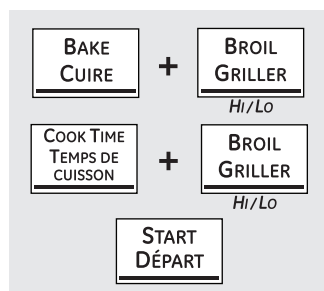 BAKE + BROIL
CUIRE GRILLER
HI/LO
COOK TIME + BROIL
TEMPS DE GRILLER
CUISSON
HI/LO
START
DÉPART